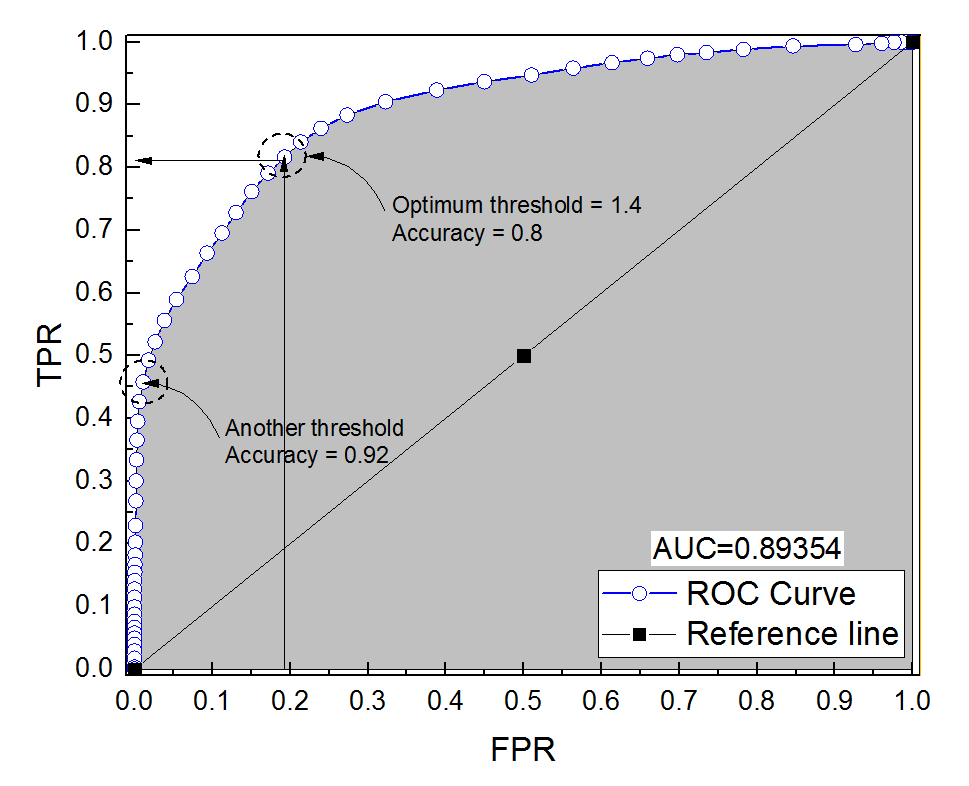 1.0
0.9
0.8
0.7
0.6
0.5
0.4
0.3
0.2
0.1
0.0
TPR
Optimum threshold = 1.4
Accuracy = 0.8
Another threshold
Accuracy = 0.92
AUC=0.89354
ROC Curve
Reference line
0.0 0.1 0.2 0.3 0.4 0.5 0.6 0.7 0.8 0.9 1.0
FPR